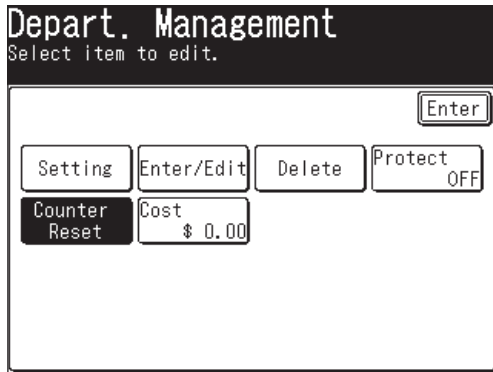 Depart. Management
Select item to edit.
Enter
Setting
Enter/Edit
Delete
Protect
OFF
Counter
Reset
Cost
$ 0.00